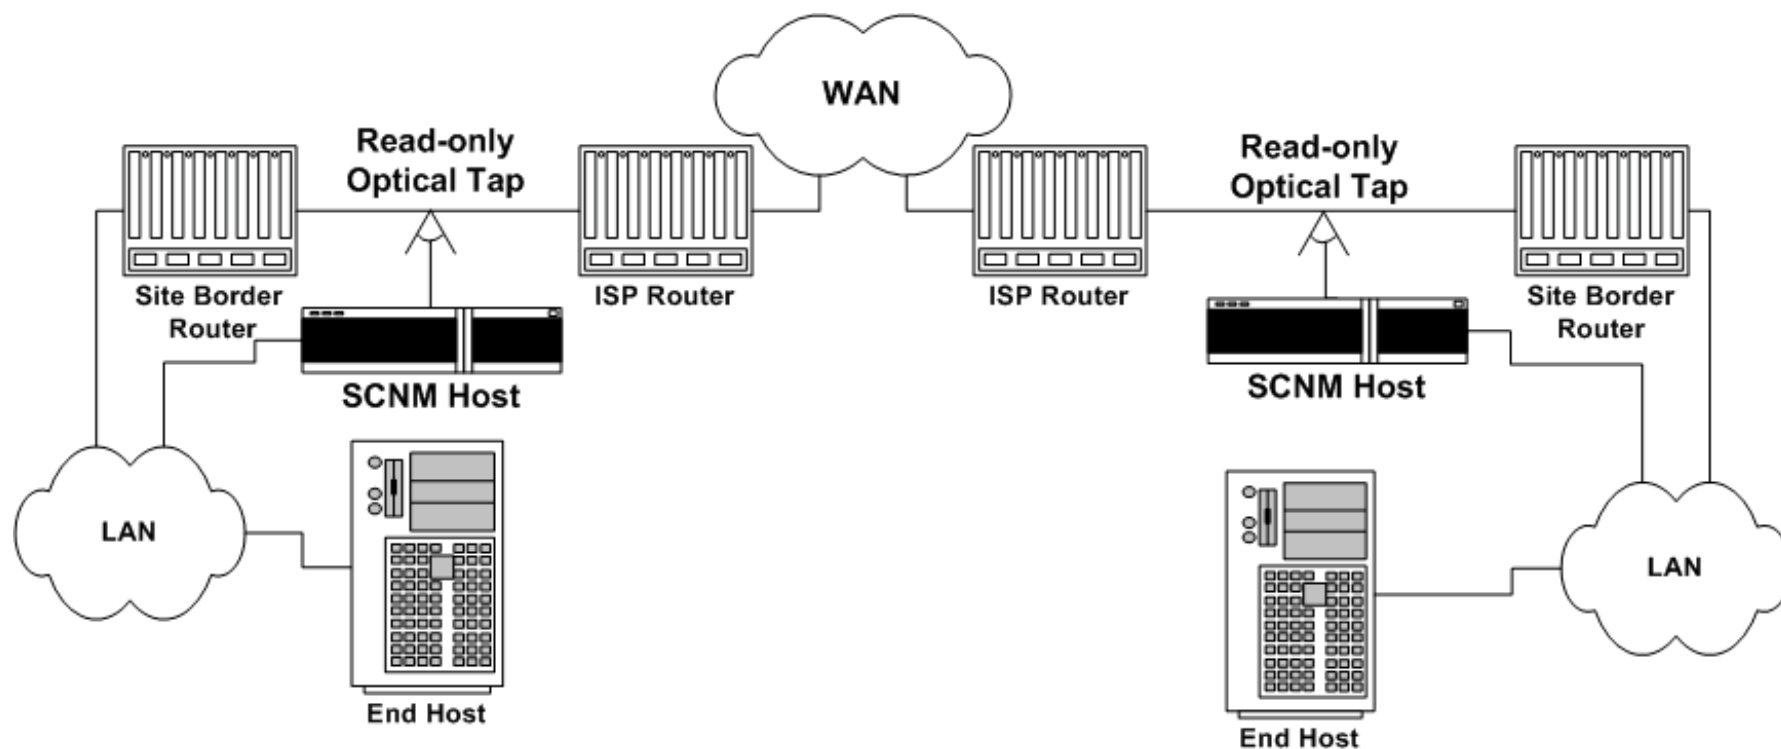 WAN
Read-only
Optical Tap
Read-only
Optical Tap
Site Border
Router
ISP Router
ISP Router
Site Border
Router
SCNM Host
SCNM Host
LAN
LAN
End Host
End Host